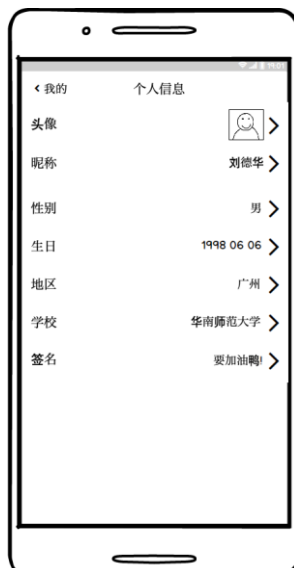 19:01
< 我的 个人信息
头像 >
昵称 刘德华 >
性别 男 >
生日 1998 06 06 >
地区 广州 >
学校 华南师范大学 >
签名 要加油鸭! >